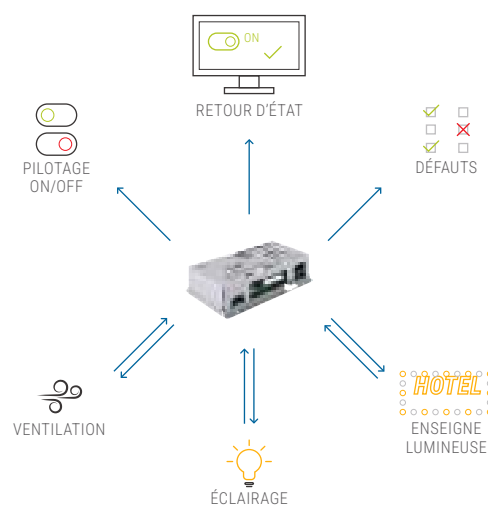 ON
RETOUR D'ÉTAT
PILOTAGE
ON/OFF
DÉFAUTS
VENTILATION
HOTEL
ENSEIGNE
LUMINEUSE
ÉCLAIRAGE